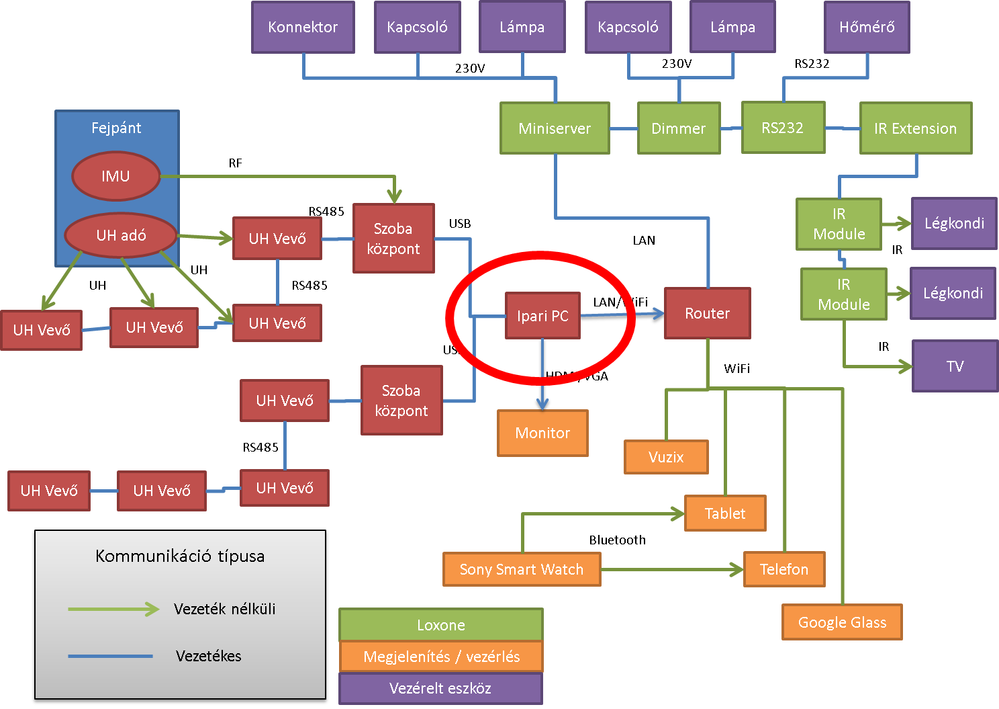 Konnektor
Kapcsoló
Lámpa
Kapcsoló
Lámpa
Hőmérő
230V
230V
RS232
Miniserver
Dimmer
RS232
IR Extension
Fejpánt
IMU
RF
UH adó
RS485
UH Vevő
Szoba
központ
USB
LAN
IR
Module
Légkondi
IR
UH
UH
RS485
IR
Module
Légkondi
UH Vevő
UH Vevő
UH Vevő
Ipari PC
LAN/WiFi
Router
IR
TV
WiFi
HDMI/VGA
UH Vevő
Szoba
központ
Monitor
RS485
Vuzix
UH Vevő
UH Vevő
UH Vevő
Tablet
Bluetooth
Sony Smart Watch
Telefon
Google Glass
Kommunikáció típusa
Vezeték nélküli
Vezetékes
Loxone
Megjelenítés / vezérlés
Vezérelt eszköz